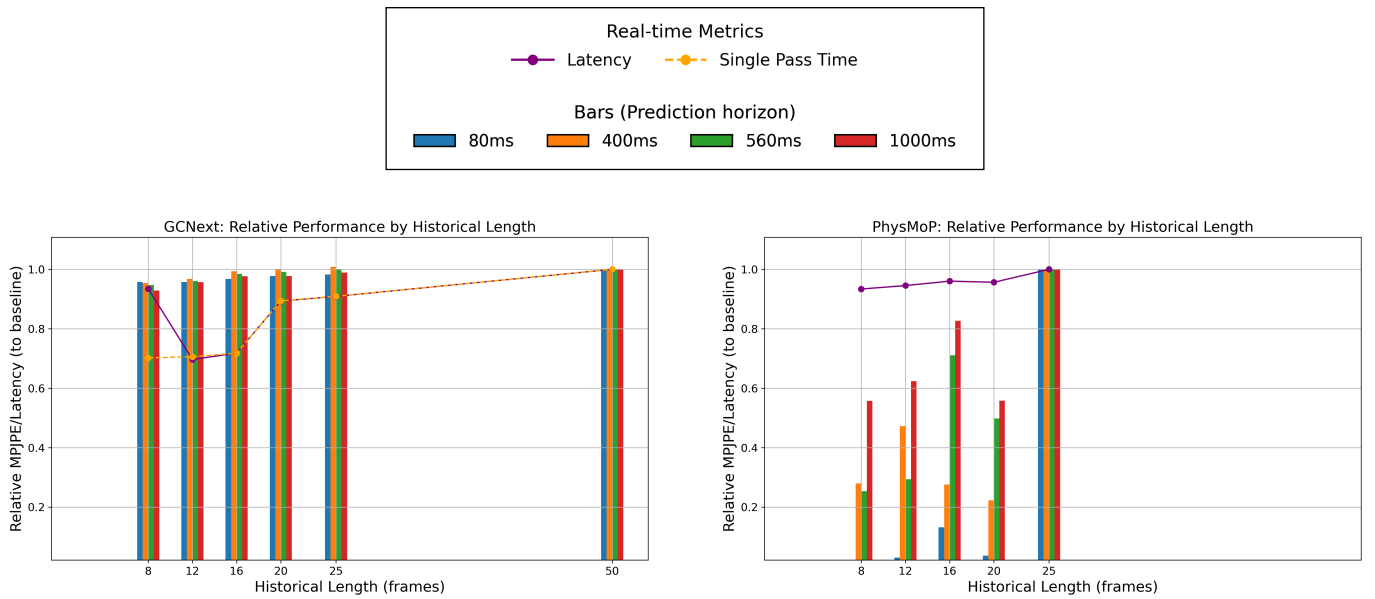 Real-time Metrics
Latency Single Pass Time
Bars (Prediction horizon)
80ms 400ms 560ms 1000ms
GCNext: Relative Performance by Historical Length
Relative MPJPE/Latency (to baseline)
1.0
0.8
0.6
0.4
0.2
8 12 16 20 25 50
Historical Length (frames)
PhysMoP: Relative Performance by Historical Length
Relative MPJPE/Latency (to baseline)
1.0
0.8
0.6
0.4
0.2
8 12 16 20 25
Historical Length (frames)